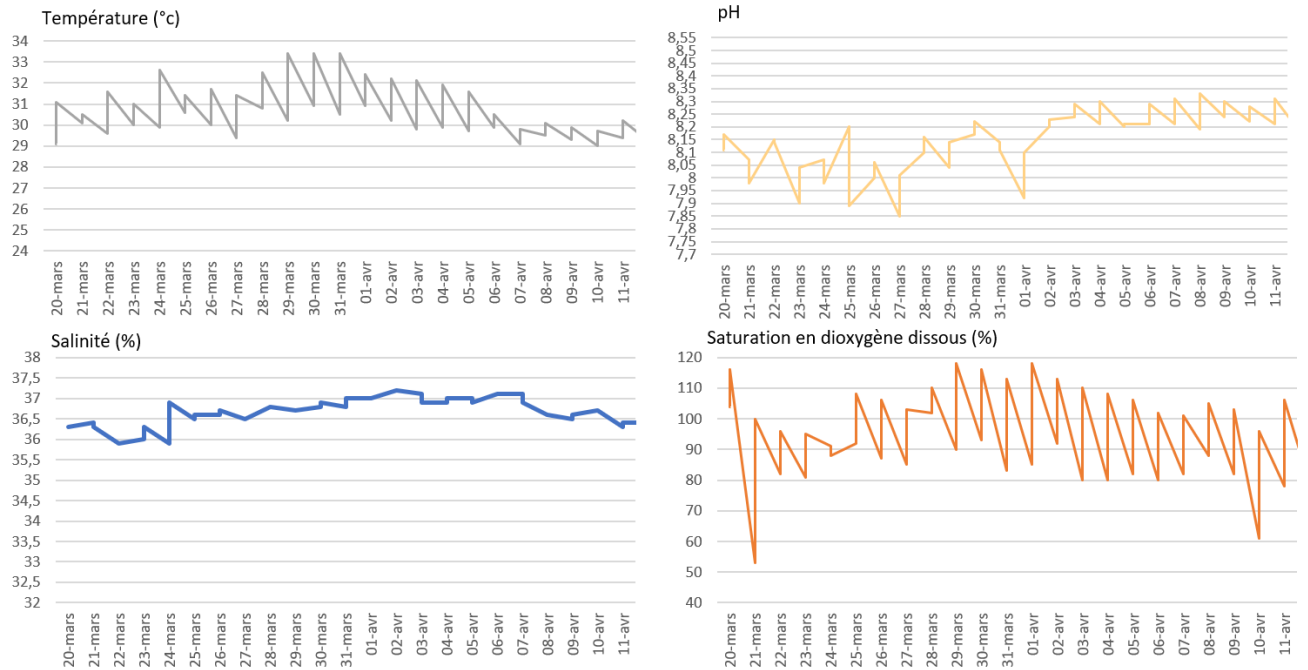 Température (°c)
34
33
32
31
30
29
28
27
26
25
24
20-mars
21-mars
22-mars
23-mars
24-mars
25-mars
26-mars
27-mars
28-mars
29-mars
30-mars
31-mars
01-avr
02-avr
03-avr
04-avr
05-avr
06-avr
07-avr
08-avr
09-avr
10-avr
11-avr
pH
8,55
8,5
8,45
8,4
8,35
8,3
8,25
8,2
8,15
8,1
8,05
8
7,95
7,9
7,85
7,8
7,75
7,7
20-mars
21-mars
22-mars
23-mars
24-mars
25-mars
26-mars
27-mars
28-mars
29-mars
30-mars
31-mars
01-avr
02-avr
03-avr
04-avr
05-avr
06-avr
07-avr
08-avr
09-avr
10-avr
11-avr
Salinité (%)
38
37,5
37
36,5
36
35,5
35
34,5
34
33,5
33
32,5
32
20-mars
21-mars
22-mars
23-mars
24-mars
25-mars
26-mars
27-mars
28-mars
29-mars
30-mars
31-mars
01-avr
02-avr
03-avr
04-avr
05-avr
06-avr
07-avr
08-avr
09-avr
10-avr
11-avr
Saturation en dioxygène dissous (%)
120
110
100
90
80
70
60
50
40
20-mars
21-mars
22-mars
23-mars
24-mars
25-mars
26-mars
27-mars
28-mars
29-mars
30-mars
31-mars
01-avr
02-avr
03-avr
04-avr
05-avr
06-avr
07-avr
08-avr
09-avr
10-avr
11-avr